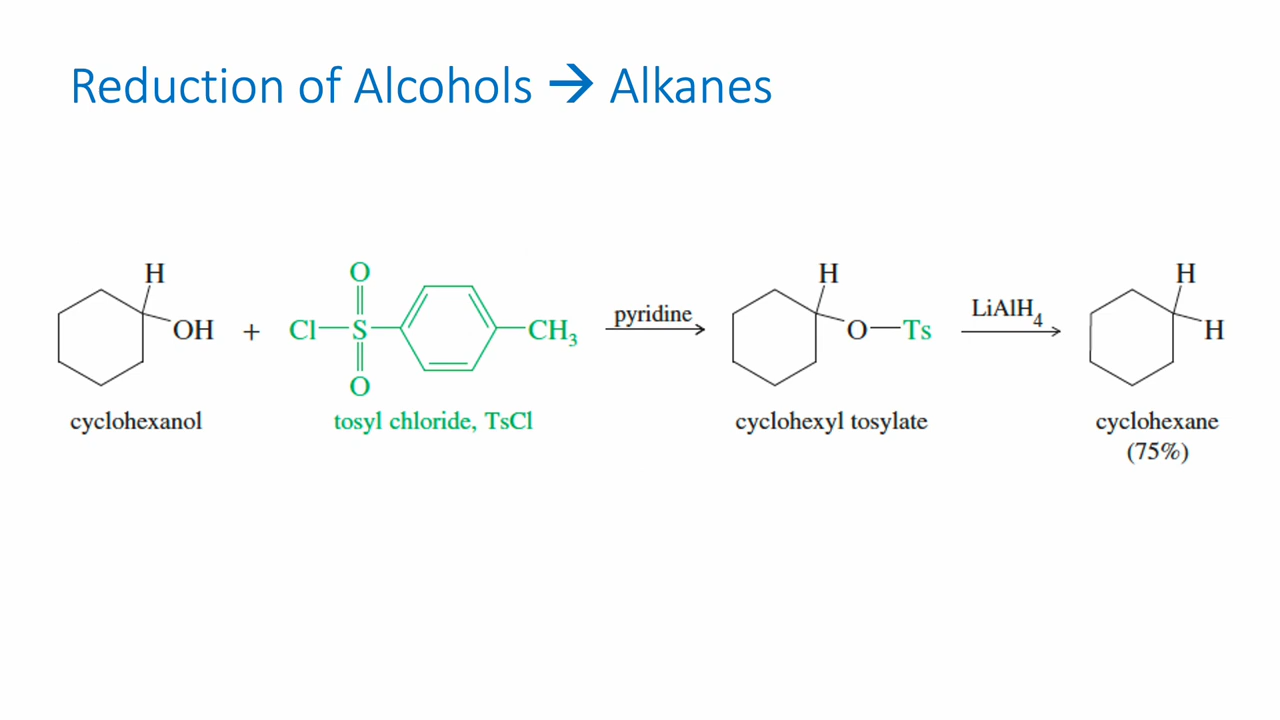 Reduction of Alcohols → Alkanes
H
OH
+
O
Cl—S—CH₃
O
pyridine
H
O—Ts
LiAlH₄
H
H
cyclohexanol
tosyl chloride, TsCl
cyclohexyl tosylate
cyclohexane
(75%)